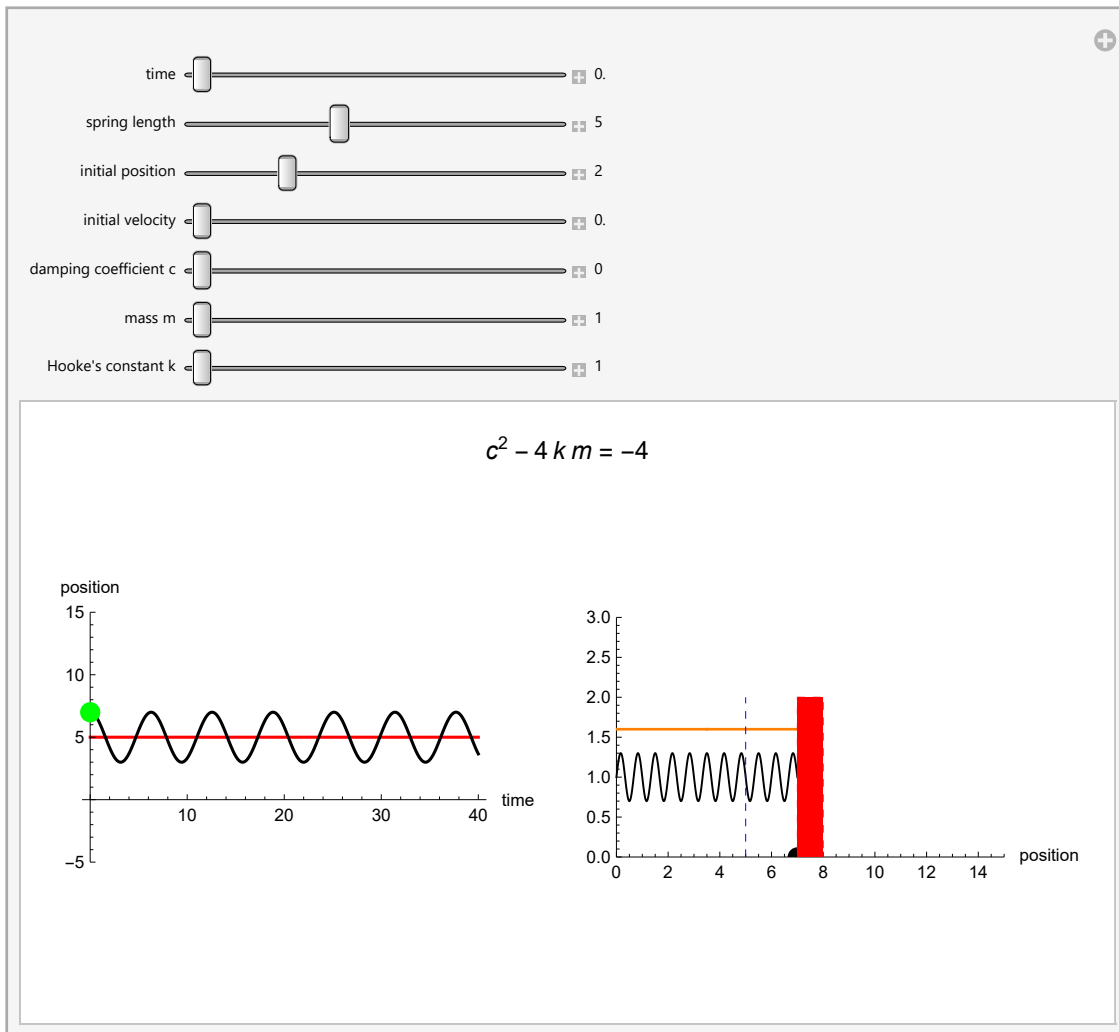 time 0.
spring length 5
initial position 2
initial velocity 0.
damping coefficient c 0
mass m 1
Hooke's constant k 1
c² − 4 k m = −4
position
15
10
5
−5
10 20 30 40
time
3.0
2.5
2.0
1.5
1.0
0.5
0.0
0 2 4 6 8 10 12 14
position